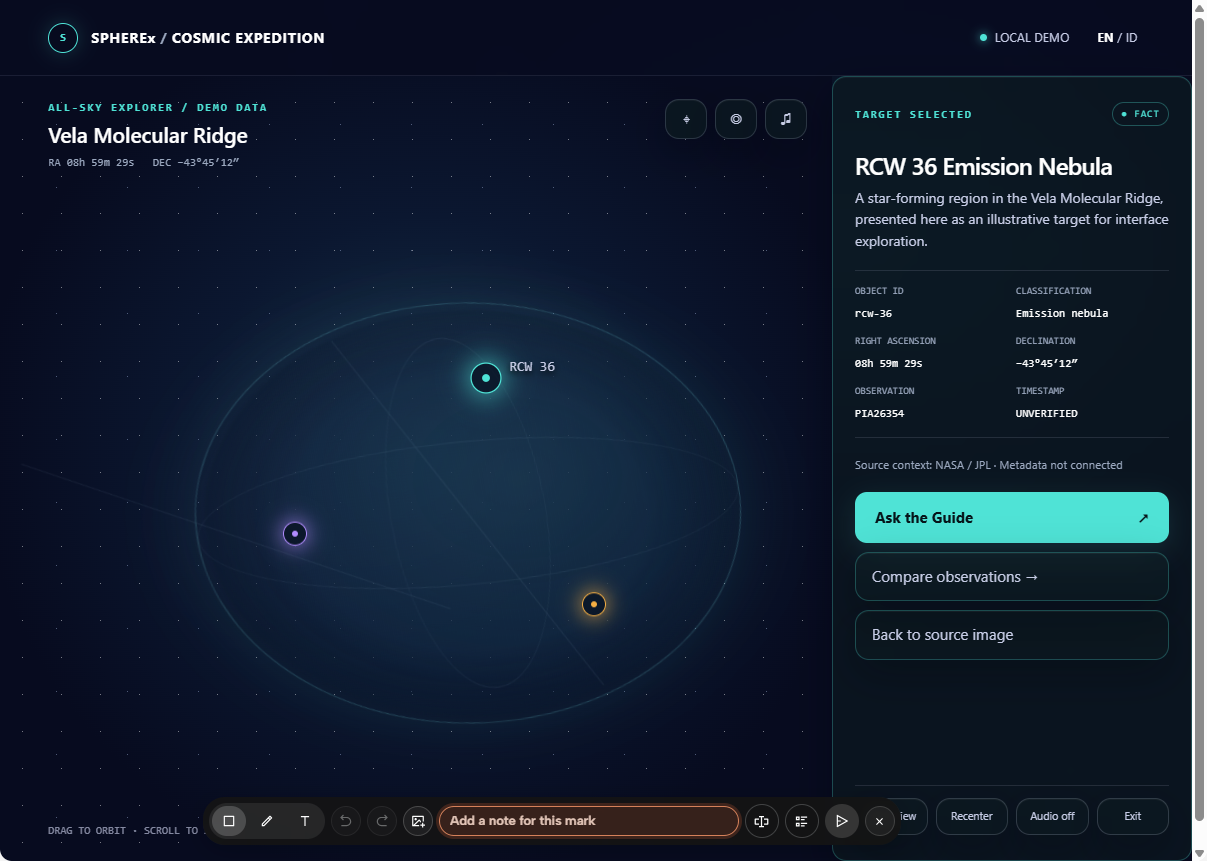 S
SPHEREx / COSMIC EXPEDITION
LOCAL DEMO
EN / ID
ALL-SKY EXPLORER / DEMO DATA
Vela Molecular Ridge
RA 08h 59m 29s DEC −43°45′12″
RCW 36
DRAG TO ORBIT · SCROLL TO
TARGET SELECTED
FACT
RCW 36 Emission Nebula
A star-forming region in the Vela Molecular Ridge,
presented here as an illustrative target for interface
exploration.
OBJECT ID CLASSIFICATION
rcw-36 Emission nebula
RIGHT ASCENSION DECLINATION
08h 59m 29s −43°45′12″
OBSERVATION TIMESTAMP
PIA26354 UNVERIFIED
Source context: NASA / JPL · Metadata not connected
Ask the Guide ↗
Compare observations →
Back to source image
T
Add a note for this mark
Recenter
Audio off
Exit